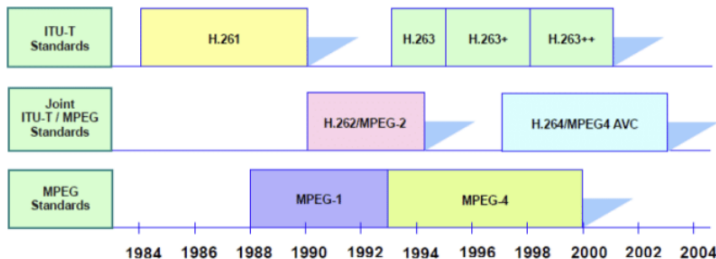 ITU-T
Standards
H.261
H.263
H.263+
H.263++
Joint
ITU-T / MPEG
Standards
H.262/MPEG-2
H.264/MPEG4 AVC
MPEG
Standards
MPEG-1
MPEG-4
1984 1986 1988 1990 1992 1994 1996 1998 2000 2002 2004